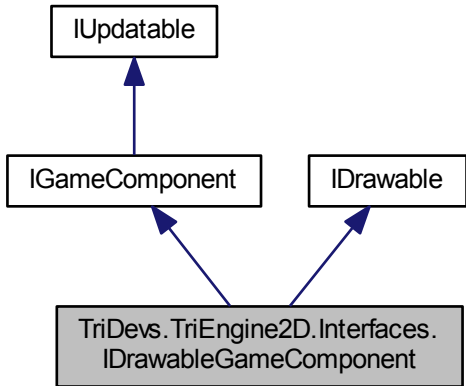 IUpdatable
IGameComponent
IDrawable
TriDevs.TriEngine2D.Interfaces.
IDrawableGameComponent